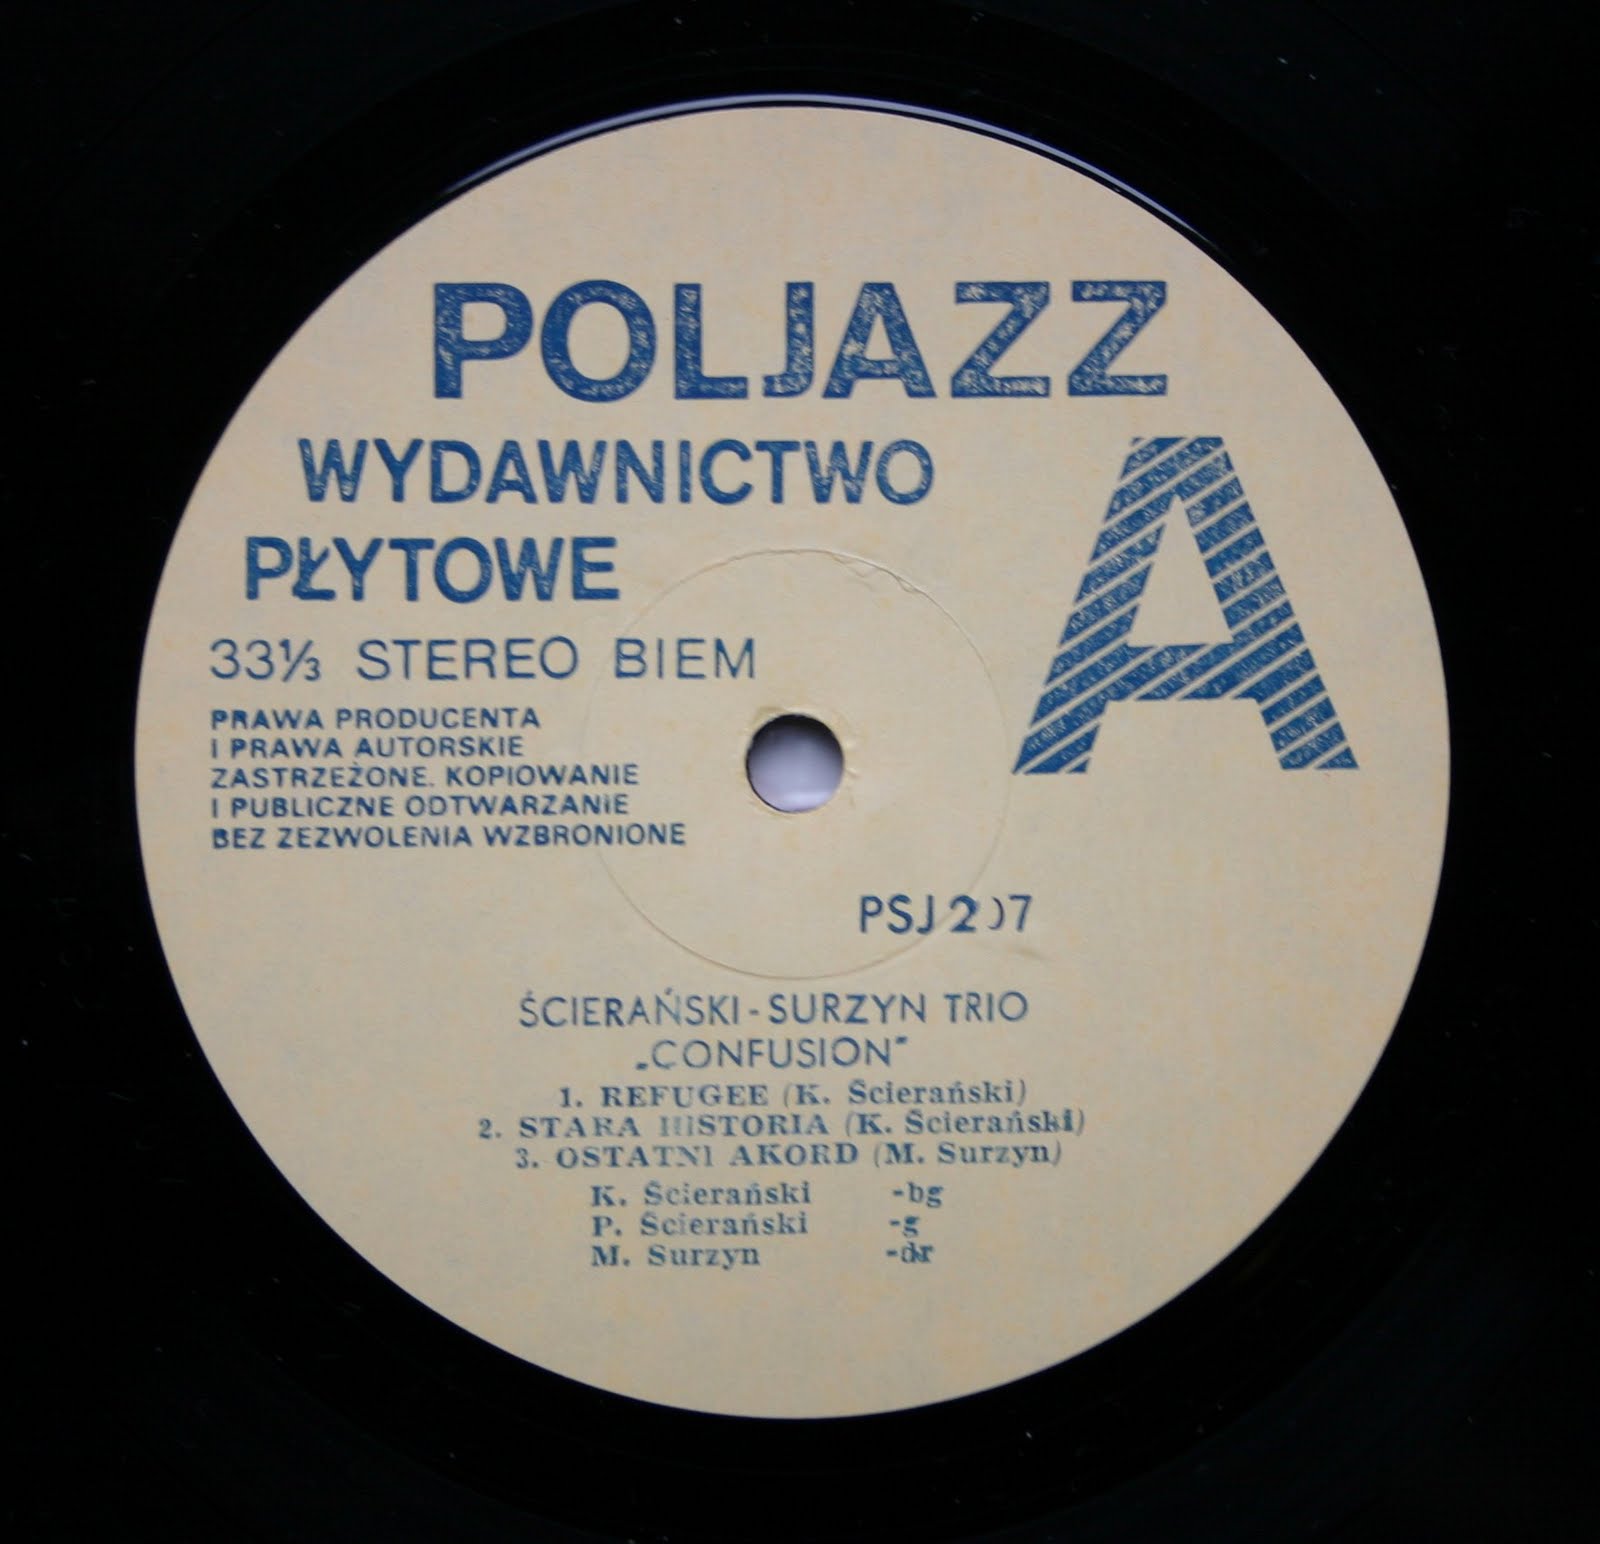 POLJAZZ
WYDAWNICTWO
PŁYTOWE
A
33⅓ STEREO BIEM
PRAWA PRODUCENTA
I PRAWA AUTORSKIE
ZASTRZEŻONE. KOPIOWANIE
I PUBLICZNE ODTWARZANIE
BEZ ZEZWOLENIA WZBRONIONE
PSJ 207
ŚCIERAŃSKI-SURZYN TRIO
„CONFUSION"
1. REFUGEE (K. Ścierański)
2. STARA HISTORIA (K. Ścierański)
3. OSTATNI AKORD (M. Surzyn)
K. Ścierański -bg
P. Ścierański -g
M. Surzyn -dr